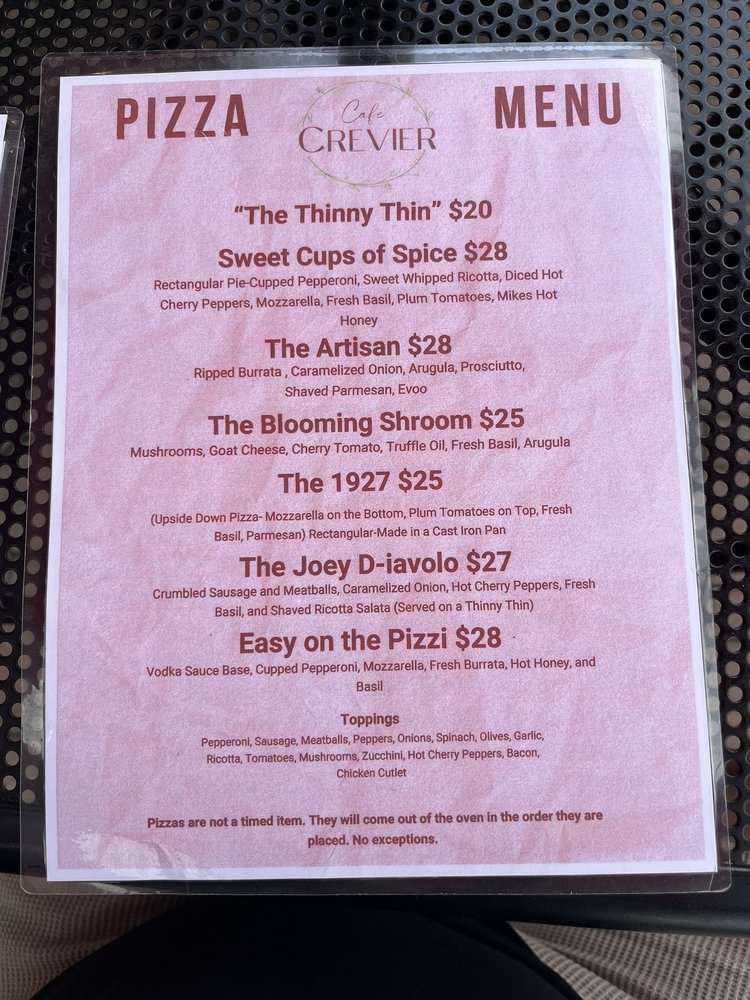 PIZZA
Cafe
CREVIER
MENU
“The Thinny Thin” $20
Sweet Cups of Spice $28
Rectangular Pie-Cupped Pepperoni, Sweet Whipped Ricotta, Diced Hot
Cherry Peppers, Mozzarella, Fresh Basil, Plum Tomatoes, Mikes Hot
Honey
The Artisan $28
Ripped Burrata , Caramelized Onion, Arugula, Prosciutto,
Shaved Parmesan, Evoo
The Blooming Shroom $25
Mushrooms, Goat Cheese, Cherry Tomato, Truffle Oil, Fresh Basil, Arugula
The 1927 $25
(Upside Down Pizza- Mozzarella on the Bottom, Plum Tomatoes on Top, Fresh
Basil, Parmesan) Rectangular-Made in a Cast Iron Pan
The Joey D-iavolo $27
Crumbled Sausage and Meatballs, Caramelized Onion, Hot Cherry Peppers, Fresh
Basil, and Shaved Ricotta Salata (Served on a Thinny Thin)
Easy on the Pizzi $28
Vodka Sauce Base, Cupped Pepperoni, Mozzarella, Fresh Burrata, Hot Honey, and
Basil
Toppings
Pepperoni, Sausage, Meatballs, Peppers, Onions, Spinach, Olives, Garlic,
Ricotta, Tomatoes, Mushrooms, Zucchini, Hot Cherry Peppers, Bacon,
Chicken Cutlet
Pizzas are not a timed item. They will come out of the oven in the order they are
placed. No exceptions.